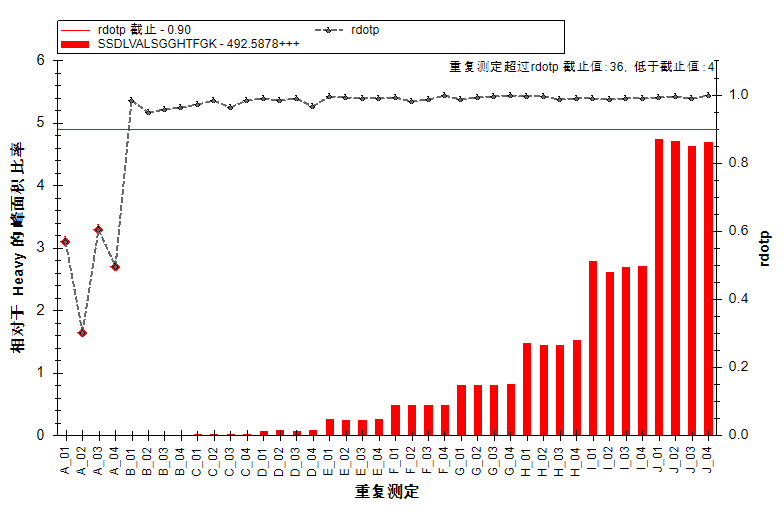 rdotp 截止 - 0.90
rdotp
SSDLVALSGGHTFGK - 492.5878+++
重复测定超过rdotp 截止值:36, 低于截止值:4
6
5
4
3
2
1
0
相对于 Heavy 的峰面积比率
1.0
0.8
0.6
0.4
0.2
0.0
rdotp
A_01
A_02
A_03
A_04
B_01
B_02
B_03
B_04
C_01
C_02
C_03
C_04
D_01
D_02
D_03
D_04
E_01
E_02
E_03
E_04
F_01
F_02
F_03
F_04
G_01
G_02
G_03
G_04
H_01
H_02
H_03
H_04
I_01
I_02
I_03
I_04
J_01
J_02
J_03
J_04
重复测定